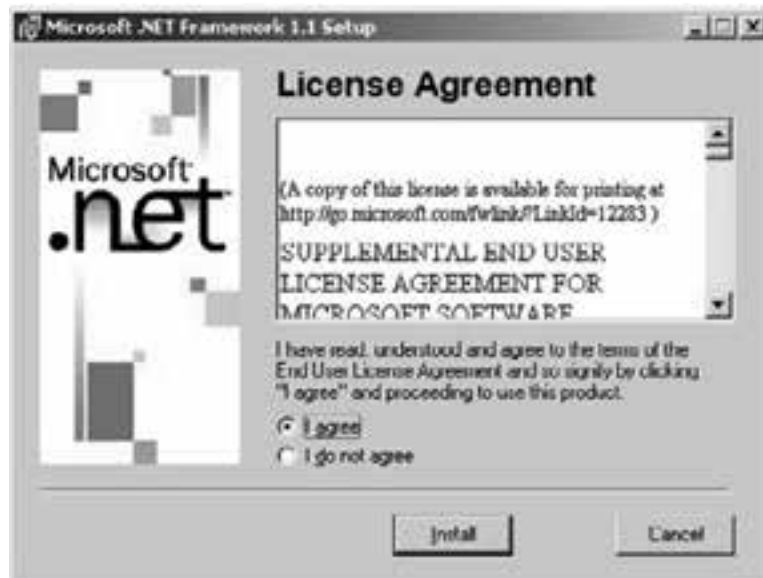 Microsoft .NET Framework 1.1 Setup
License Agreement
Microsoft
.net
(A copy of this license is available for printing at
http://go.microsoft.com/fwlink/?LinkId=12283 )
SUPPLEMENTAL END USER
LICENSE AGREEMENT FOR
MICROSOFT SOFTWARE
I have read, understood and agree to the terms of the
End User License Agreement and so signify by clicking
"I agree" and proceeding to use this product.
I agree
I do not agree
Install
Cancel